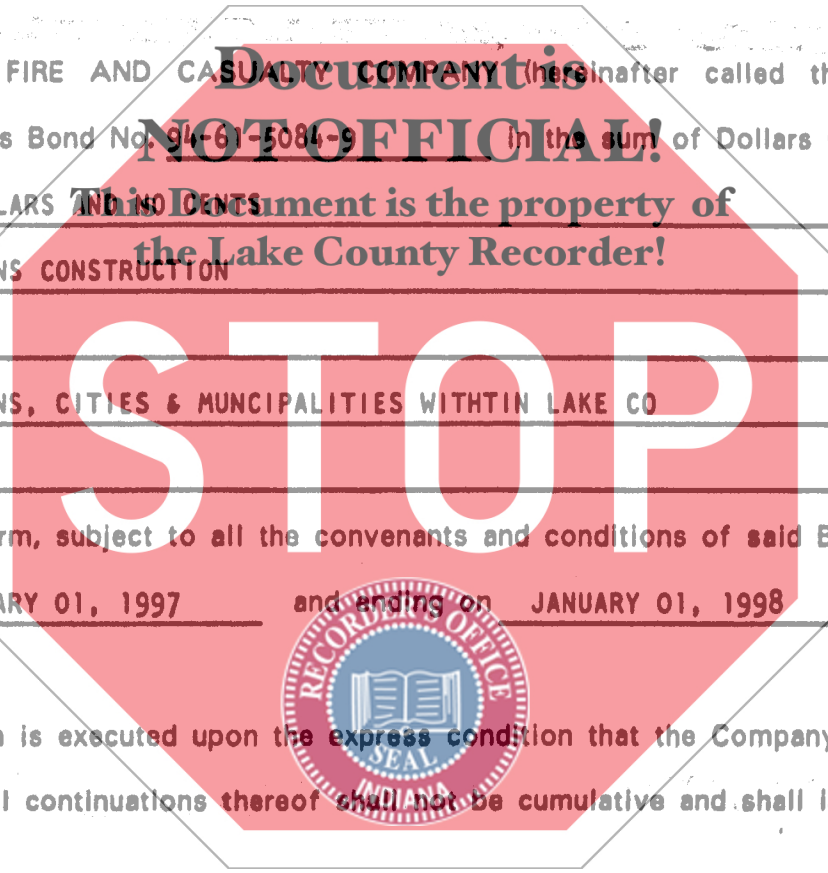 Document is
FIRE AND CASUALTY COMPANY (hereinafter called th
NOT OFFICIAL!
s Bond No. 94-61-5084-9 in the sum of Dollars
This Document is the property of
LARS AND NO CENTS
the Lake County Recorder!
NS CONSTRUCTION
STOP
NS, CITIES & MUNCIPALITIES WITHTIN LAKE CO
rm, subject to all the convenants and conditions of said B
ARY 01, 1997 and ending on JANUARY 01, 1998
RECORDER'S OFFICE
SEAL
INDIANA
is executed upon the express condition that the Company
l continuations thereof shall not be cumulative and shall i